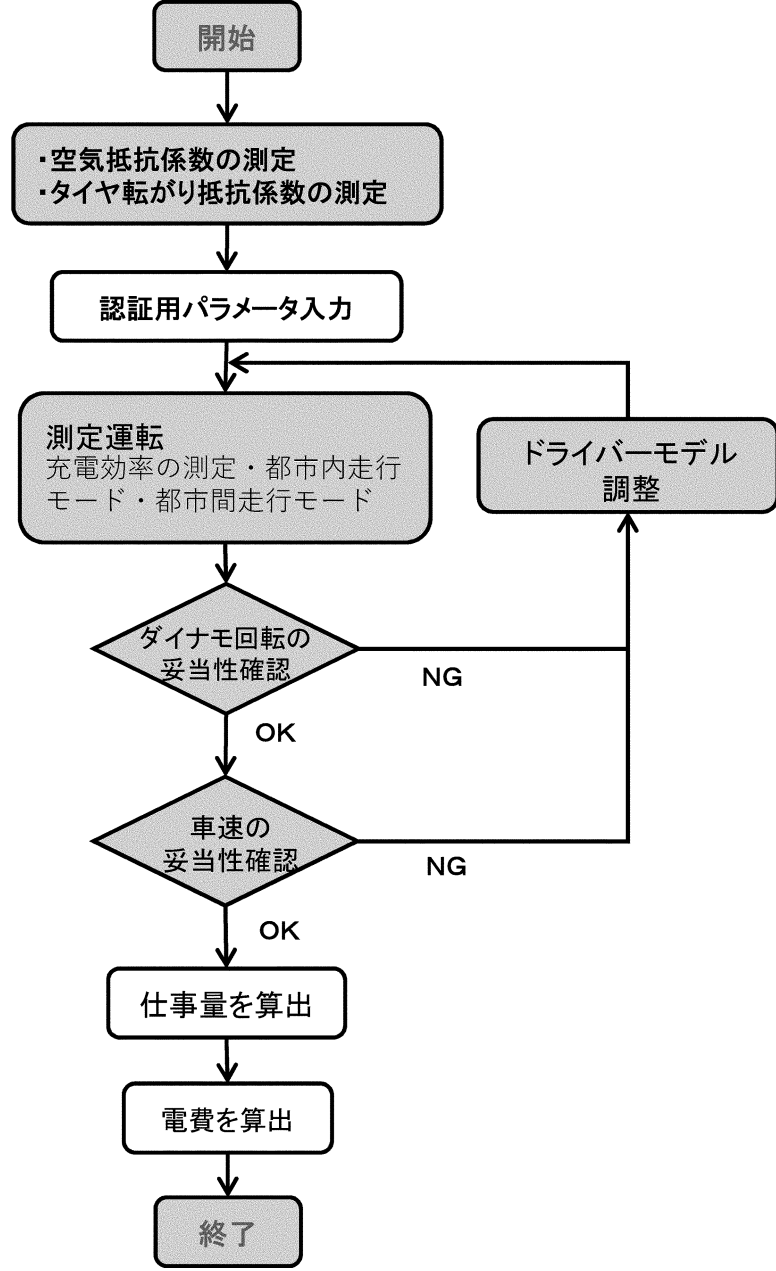 開始
・空気抵抗係数の測定
・タイヤ転がり抵抗係数の測定
認証用パラメータ入力
測定運転
充電効率の測定・都市内走行
モード・都市間走行モード
ドライバーモデル
調整
ダイナモ回転の
妥当性確認
NG
OK
車速の
妥当性確認
NG
OK
仕事量を算出
電費を算出
終了